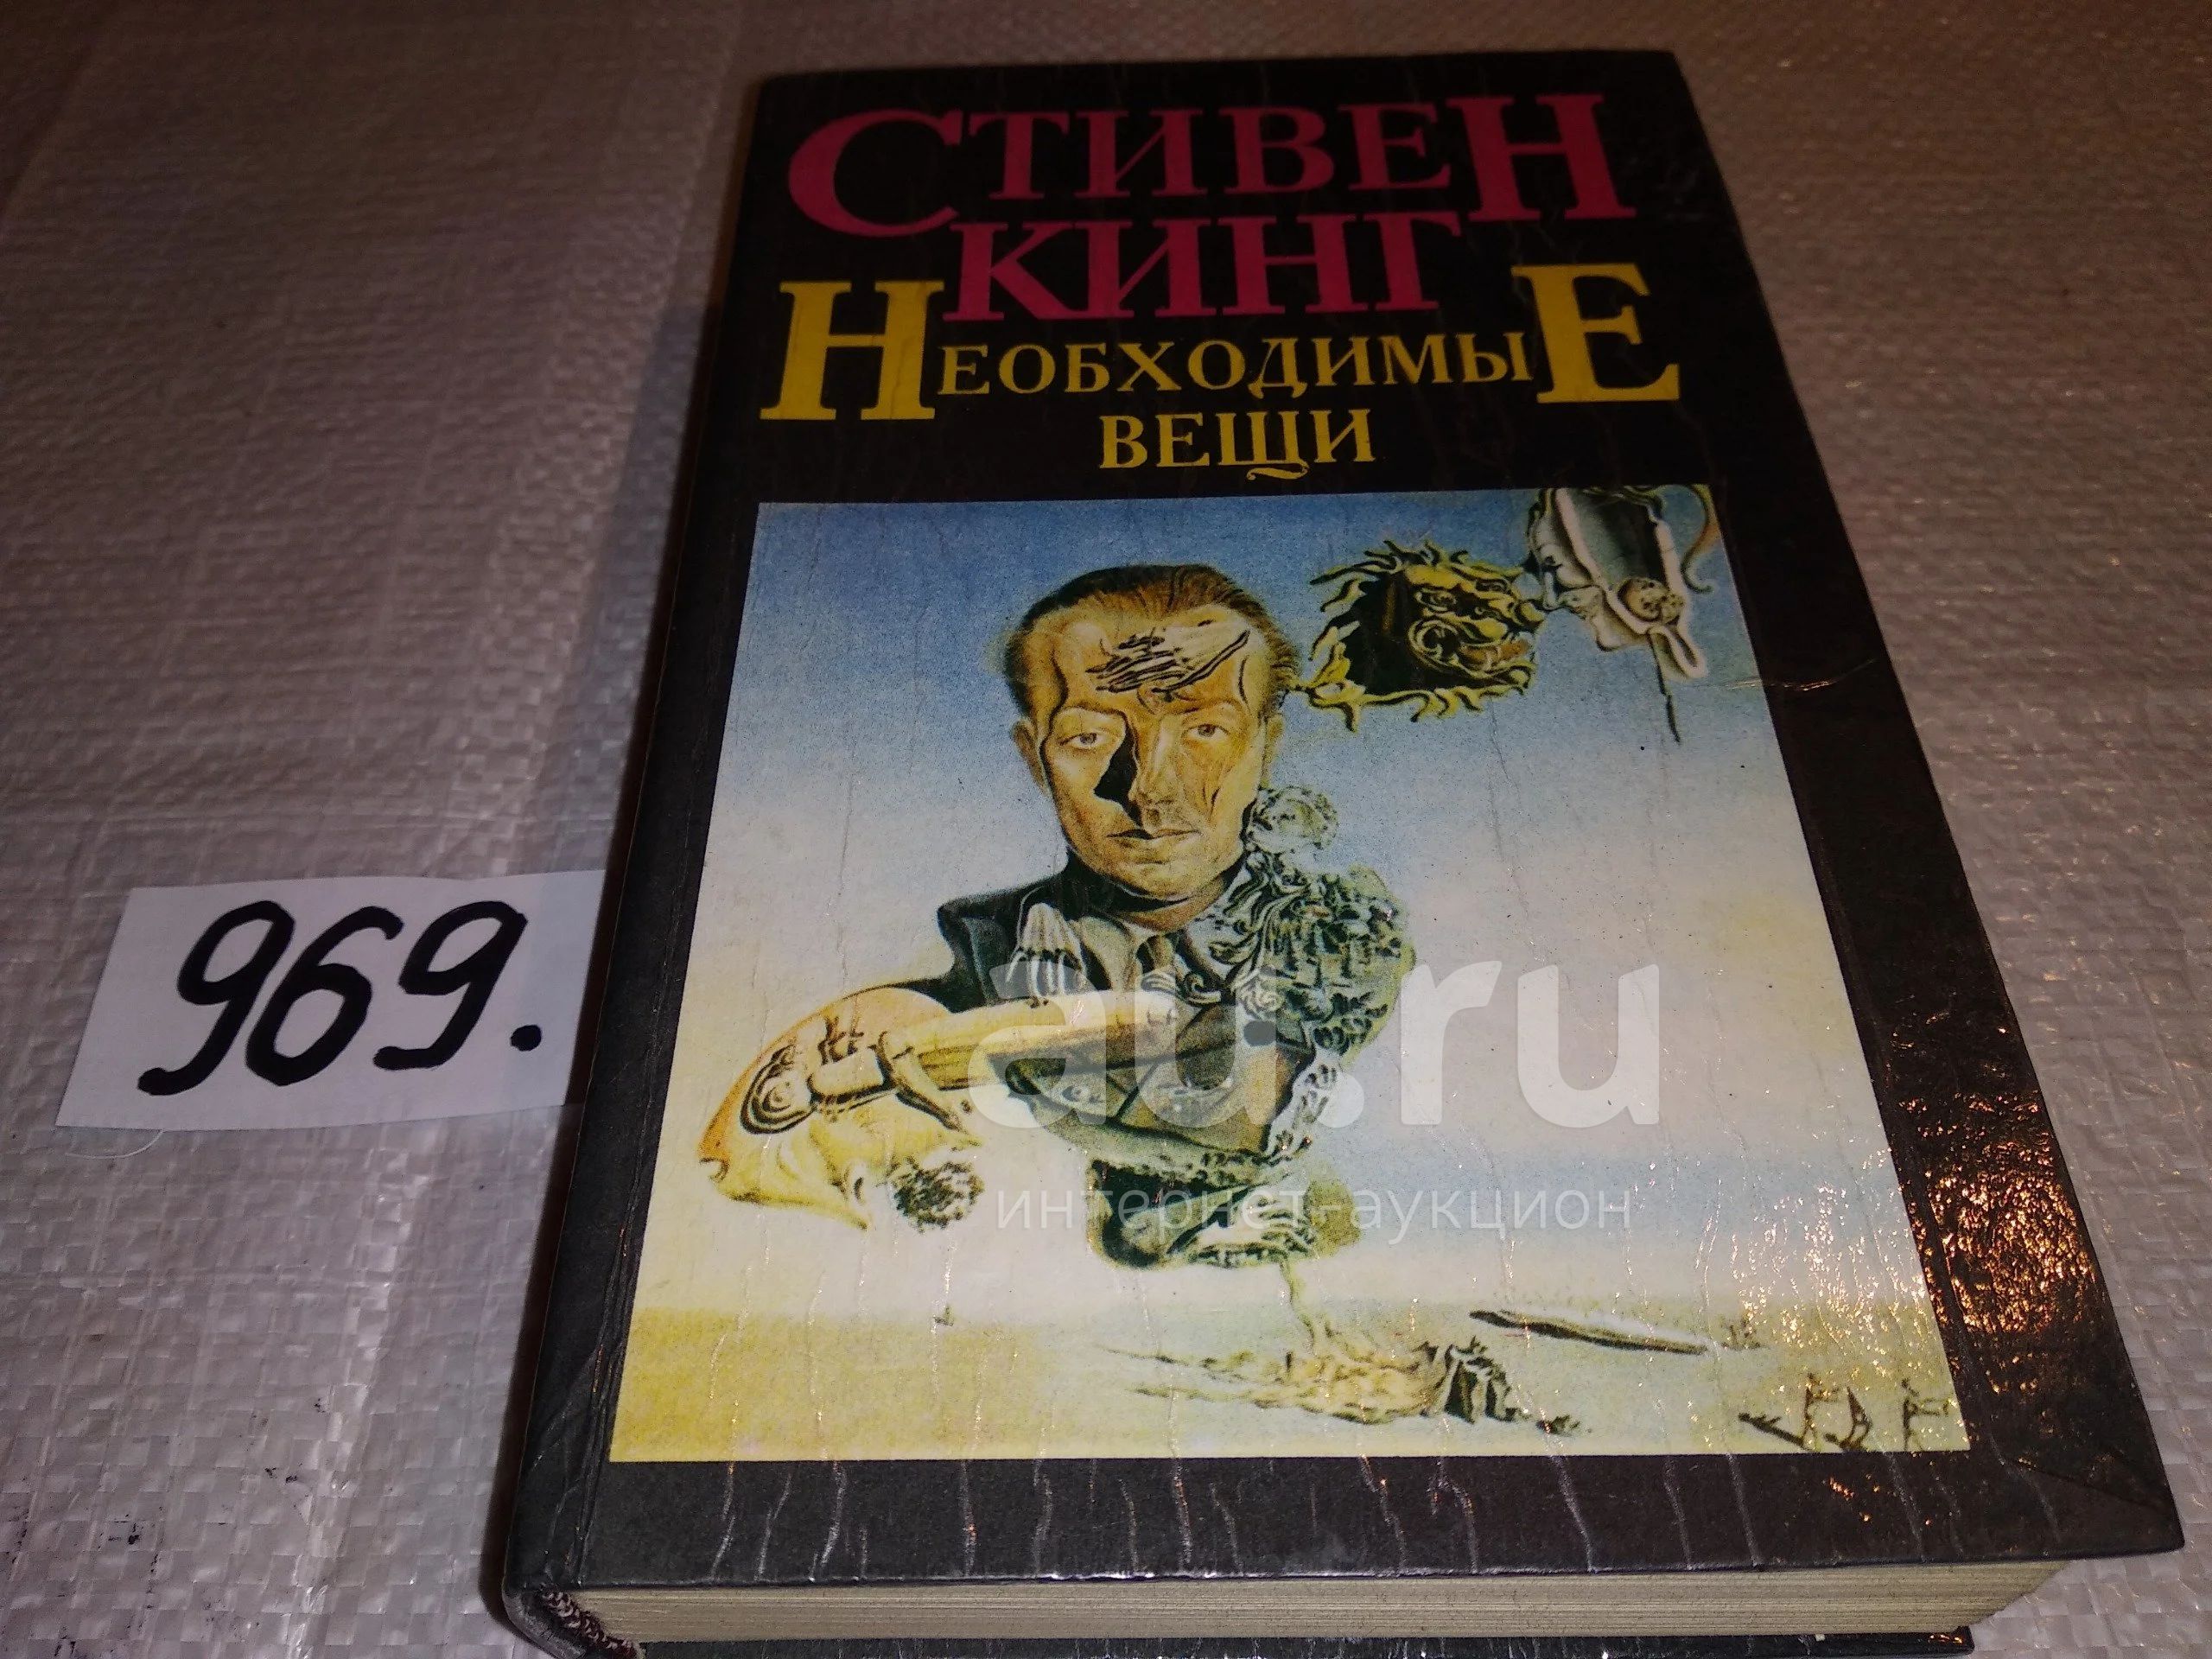 СТИВЕН
КИНГ
НЕОБХОДИМЫЕ
ВЕЩИ
969.
au.ru
интернет-аукцион